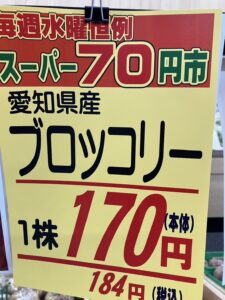 毎週水曜恒例
スーパー70円市
愛知県産
ブロッコリー
1株170円(本体)
184円(税込)